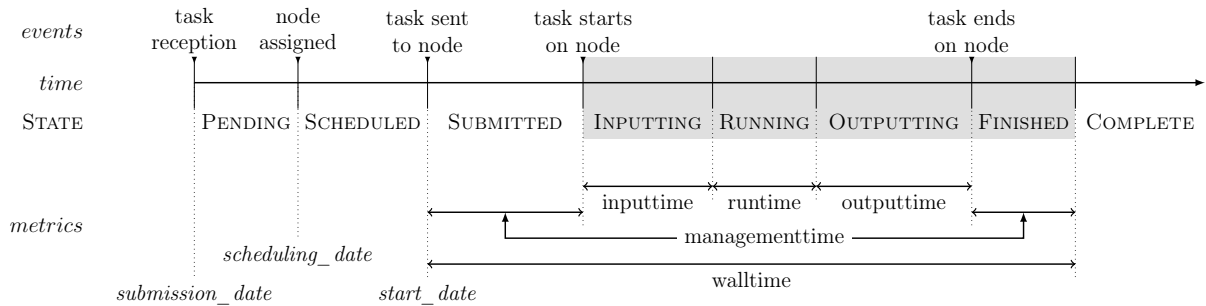 events
task
reception
node
assigned
task sent
to node
task starts
on node
task ends
on node
time
STATE
PENDING
SCHEDULED
SUBMITTED
INPUTTING
RUNNING
OUTPUTTING
FINISHED
COMPLETE
metrics
inputtime
runtime
outputtime
managementtime
scheduling_date
walltime
submission_date
start_date